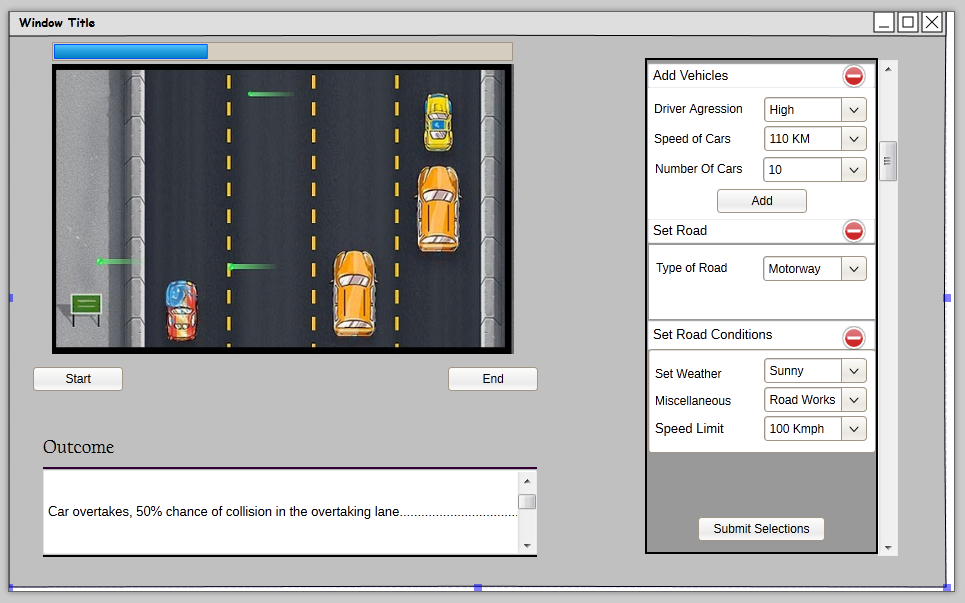 Window Title
Add Vehicles
Driver Agression High
Speed of Cars 110 KM
Number Of Cars 10
Add
Set Road
Type of Road Motorway
Set Road Conditions
Set Weather Sunny
Miscellaneous Road Works
Speed Limit 100 Kmph
Submit Selections
Start End
Outcome
Car overtakes, 50% chance of collision in the overtaking lane.................................